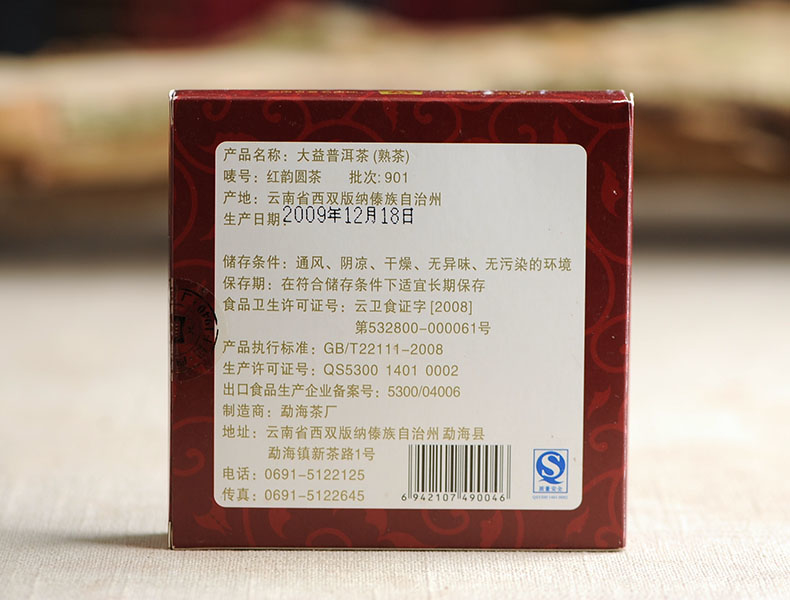 产品名称：大益普洱茶(熟茶)
唛号：红韵圆茶 批次:901
产地：云南省西双版纳傣族自治州
生产日期：2009年12月18日
储存条件：通风、阴凉、干燥、无异味、无污染的环境
保存期：在符合储存条件下适宜长期保存
食品卫生许可证号：云卫食证字[2008]
第532800-000061号
产品执行标准：GB/T22111-2008
生产许可证号：QS5300 1401 0002
出口食品生产企业备案号：5300/04006
制造商：勐海茶厂
地址：云南省西双版纳傣族自治州勐海县
勐海镇新茶路1号
电话：0691-5122125
传真：0691-5122645
6 942107 490046
质量安全